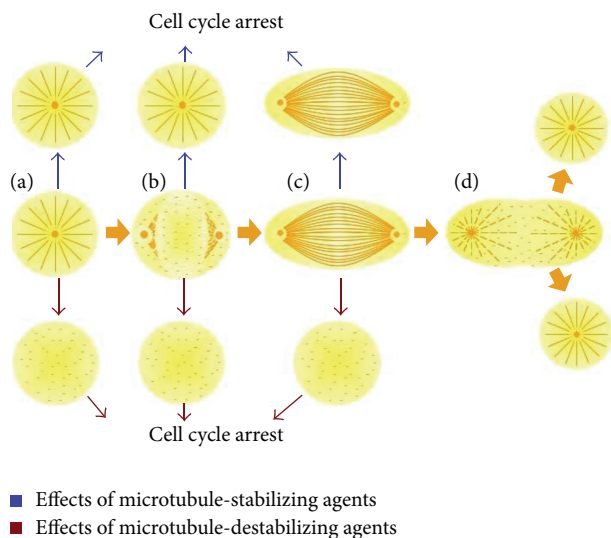 Cell cycle arrest
(a)
(b)
(c)
(d)
Cell cycle arrest
Effects of microtubule-stabilizing agents
Effects of microtubule-destabilizing agents